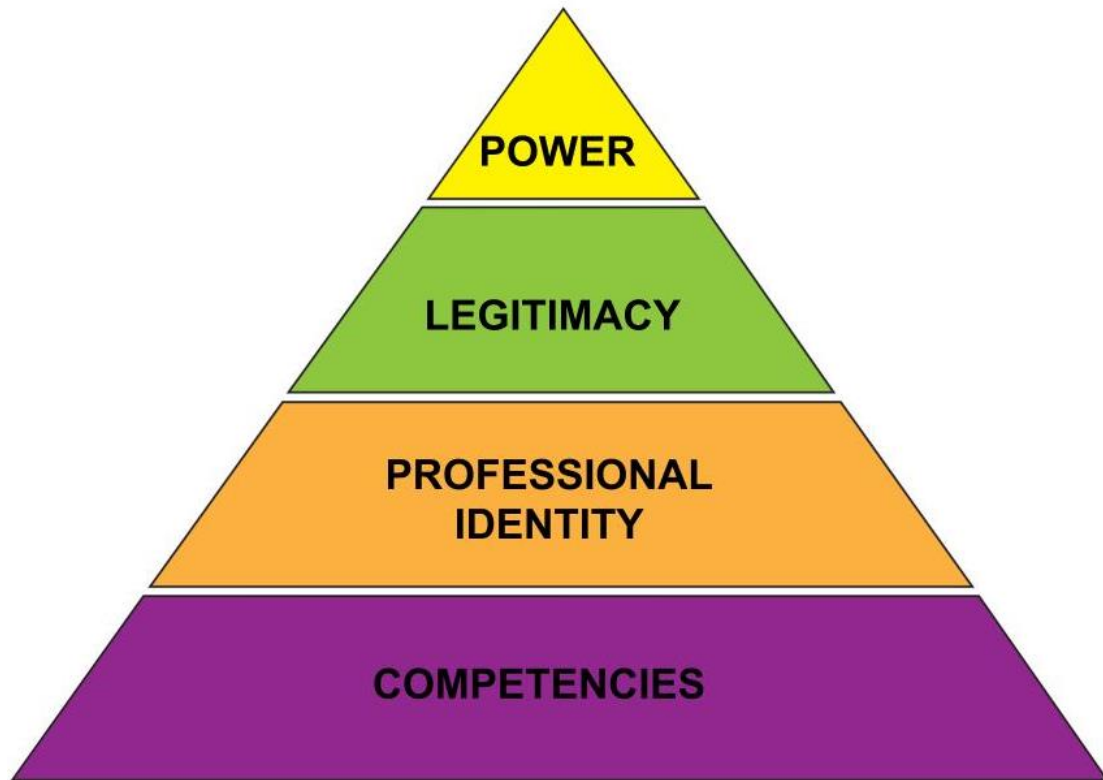 POWER
LEGITIMACY
PROFESSIONAL
IDENTITY
COMPETENCIES